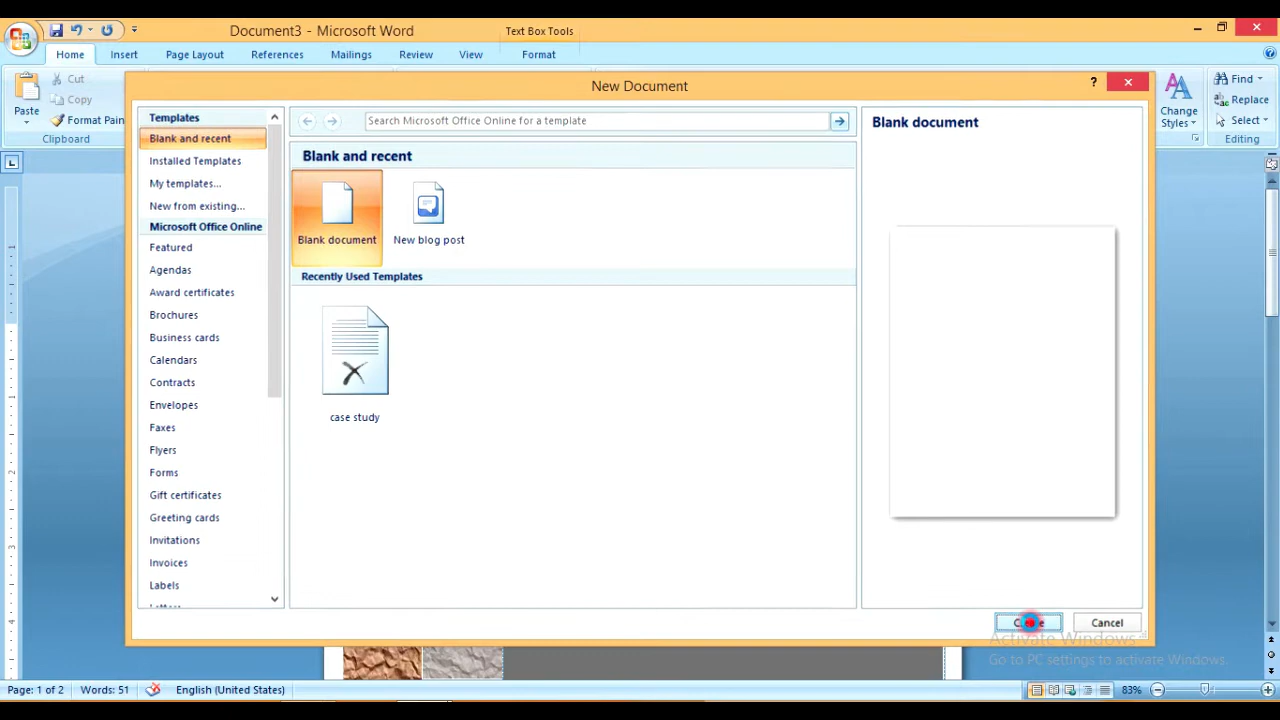 Document3 - Microsoft Word
Text Box Tools
Home Insert Page Layout References Mailings Review View Format
Cut
Copy
Paste
Format Pain
Clipboard
Change
Styles
Find
Replace
Select
Editing
New Document
Templates
Blank and recent
Installed Templates
My templates...
New from existing...
Microsoft Office Online
Featured
Agendas
Award certificates
Brochures
Business cards
Calendars
Contracts
Envelopes
Faxes
Flyers
Forms
Gift certificates
Greeting cards
Invitations
Invoices
Labels
Search Microsoft Office Online for a template
Blank and recent
Blank document
New blog post
Recently Used Templates
case study
Blank document
Cancel
Activate Windows
Go to PC settings to activate Windows.
Page: 1 of 2 Words: 51 English (United States) 83%